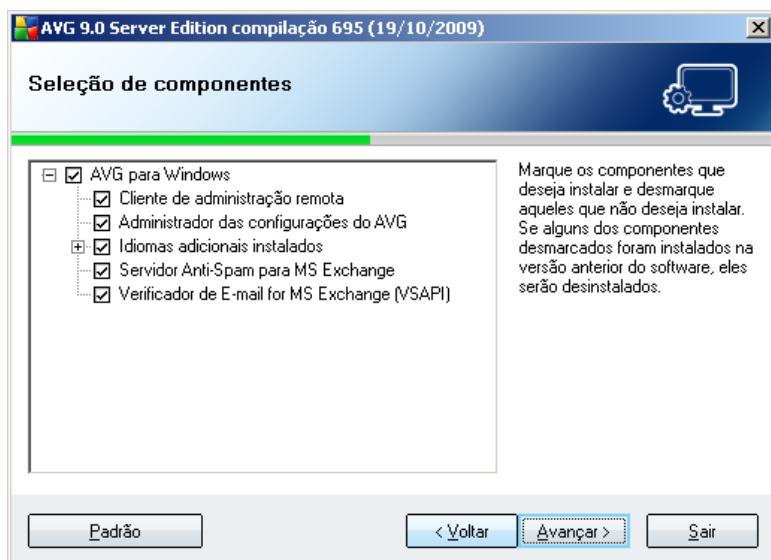 AVG 9.0 Server Edition compilação 695 (19/10/2009)
Seleção de componentes
AVG para Windows
Cliente de administração remota
Administrador das configurações do AVG
Idiomas adicionais instalados
Servidor Anti-Spam para MS Exchange
Verificador de E-mail for MS Exchange (VSAPI)
Marque os componentes que
deseja instalar e desmarque
aqueles que não deseja instalar.
Se alguns dos componentes
desmarcados foram instalados na
versão anterior do software, eles
serão desinstalados.
Padrão
< Voltar
Avançar >
Sair